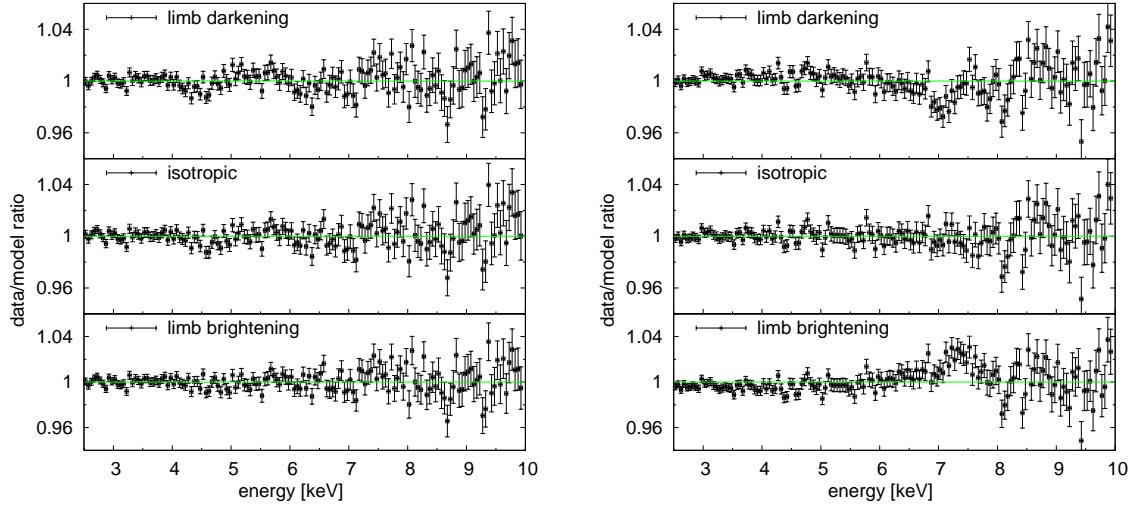 limb darkening
1.04
1
0.96
isotropic
1.04
1
0.96
data/model ratio
limb brightening
1.04
1
0.96
3 4 5 6 7 8 9 10
energy [keV]
limb darkening
1.04
1
0.96
isotropic
1.04
1
0.96
data/model ratio
limb brightening
1.04
1
0.96
3 4 5 6 7 8 9 10
energy [keV]